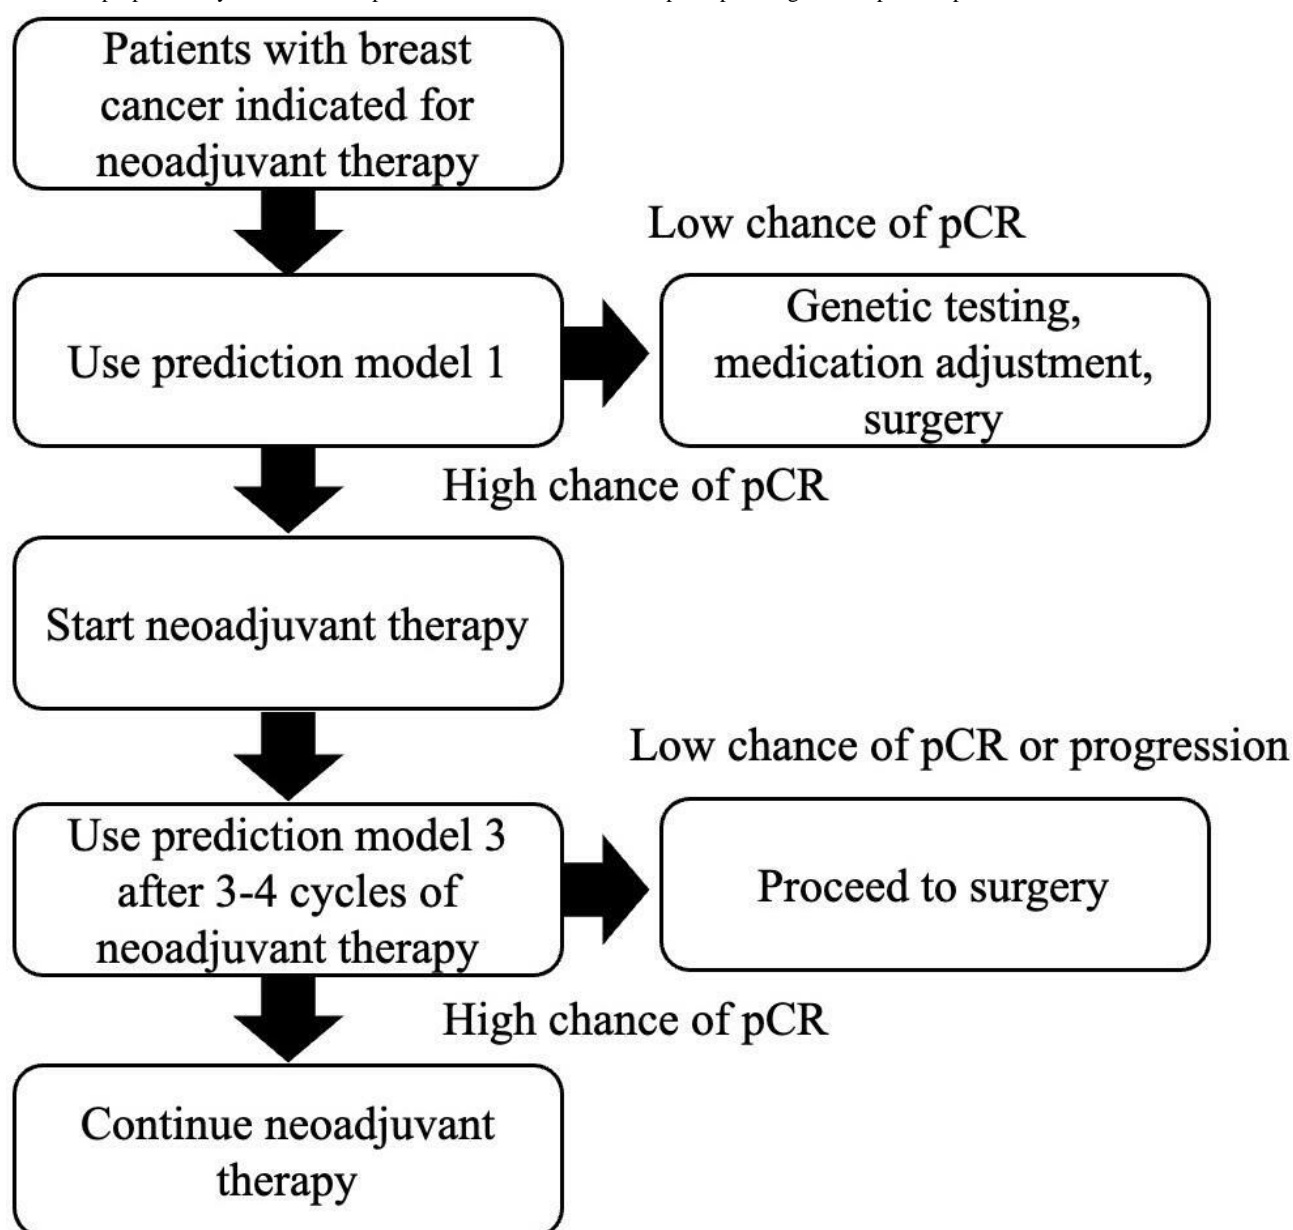 Patients with breast
cancer indicated for
neoadjuvant therapy
Low chance of pCR
Use prediction model 1
Genetic testing,
medication adjustment,
surgery
High chance of pCR
Start neoadjuvant therapy
Low chance of pCR or progression
Use prediction model 3
after 3-4 cycles of
neoadjuvant therapy
Proceed to surgery
High chance of pCR
Continue neoadjuvant
therapy